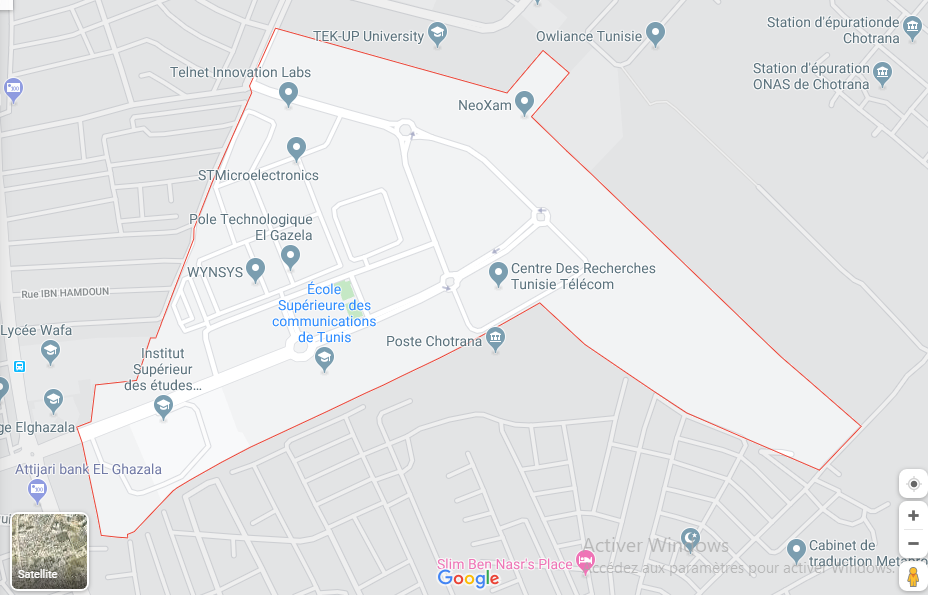 TEK-UP University
Owliance Tunisie
Station d'épurationde
Chotrana
Telnet Innovation Labs
Station d'épuration
ONAS de Chotrana
NeoXam
STMicroelectronics
Pole Technologique
El Gazela
WYNSYS
Centre Des Recherches
Tunisie Télécom
Rue IBN HAMDOUN
École
Supérieure des
communications
de Tunis
Lycée Wafa
Poste Chotrana
Institut
Supérieur
des études...
ge Elghazala
Attijari bank EL Ghazala
Activer Windows
Accédez aux paramètres pour activer Windows.
Cabinet de
traduction Metapro
Slim Ben Nasr's Place
Google
Satellite